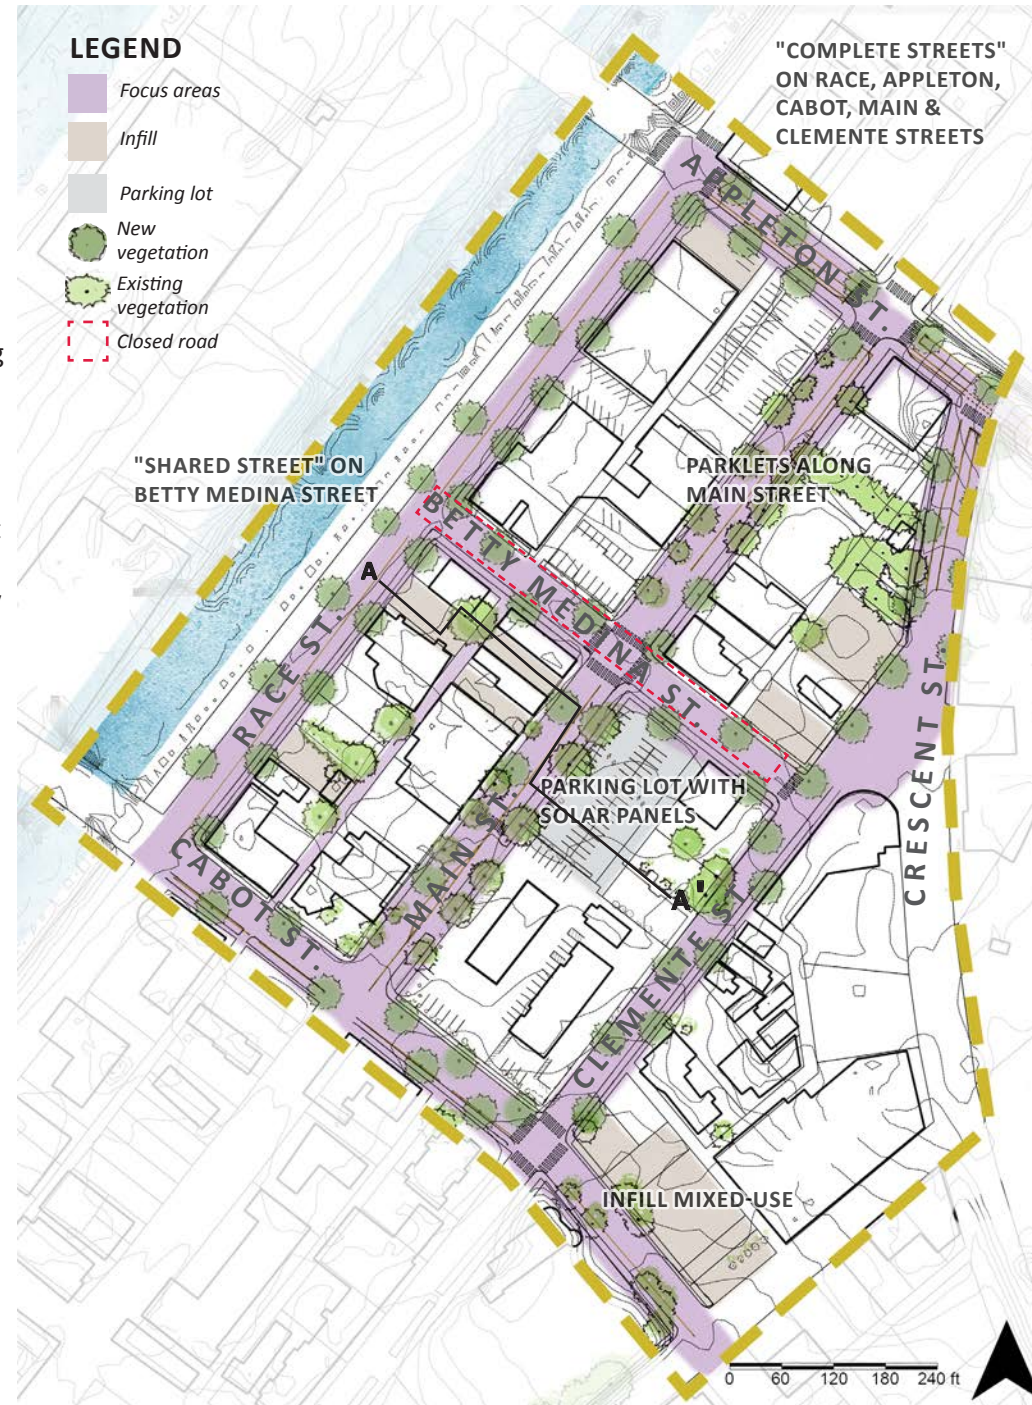 LEGEND
Focus areas
Infill
Parking lot
New
vegetation
Existing
vegetation
Closed road
"COMPLETE STREETS"
ON RACE, APPLETON,
CABOT, MAIN &
CLEMENTE STREETS
APPLETON ST.
"SHARED STREET" ON
BETTY MEDINA STREET
PARKLETS ALONG
MAIN STREET
BETTY MEDINA ST.
A
RACE ST.
CRESCENT ST.
PARKING LOT WITH
SOLAR PANELS
MAIN ST.
CABOT ST.
A'
CLEMENTE ST.
INFILL MIXED-USE
0 60 120 180 240 ft